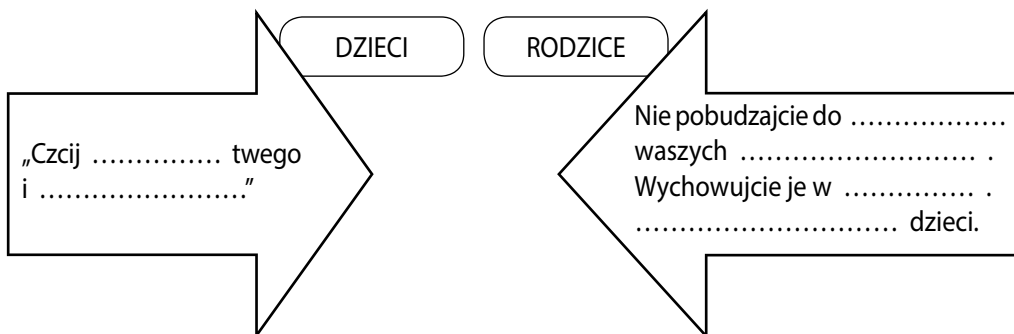 DZIECI
RODZICE
„Czcij …………… twego
i …………………….”
Nie pobudzajcie do ………………
waszych ……………………… .
Wychowujcie je w …………… .
………………………… dzieci.